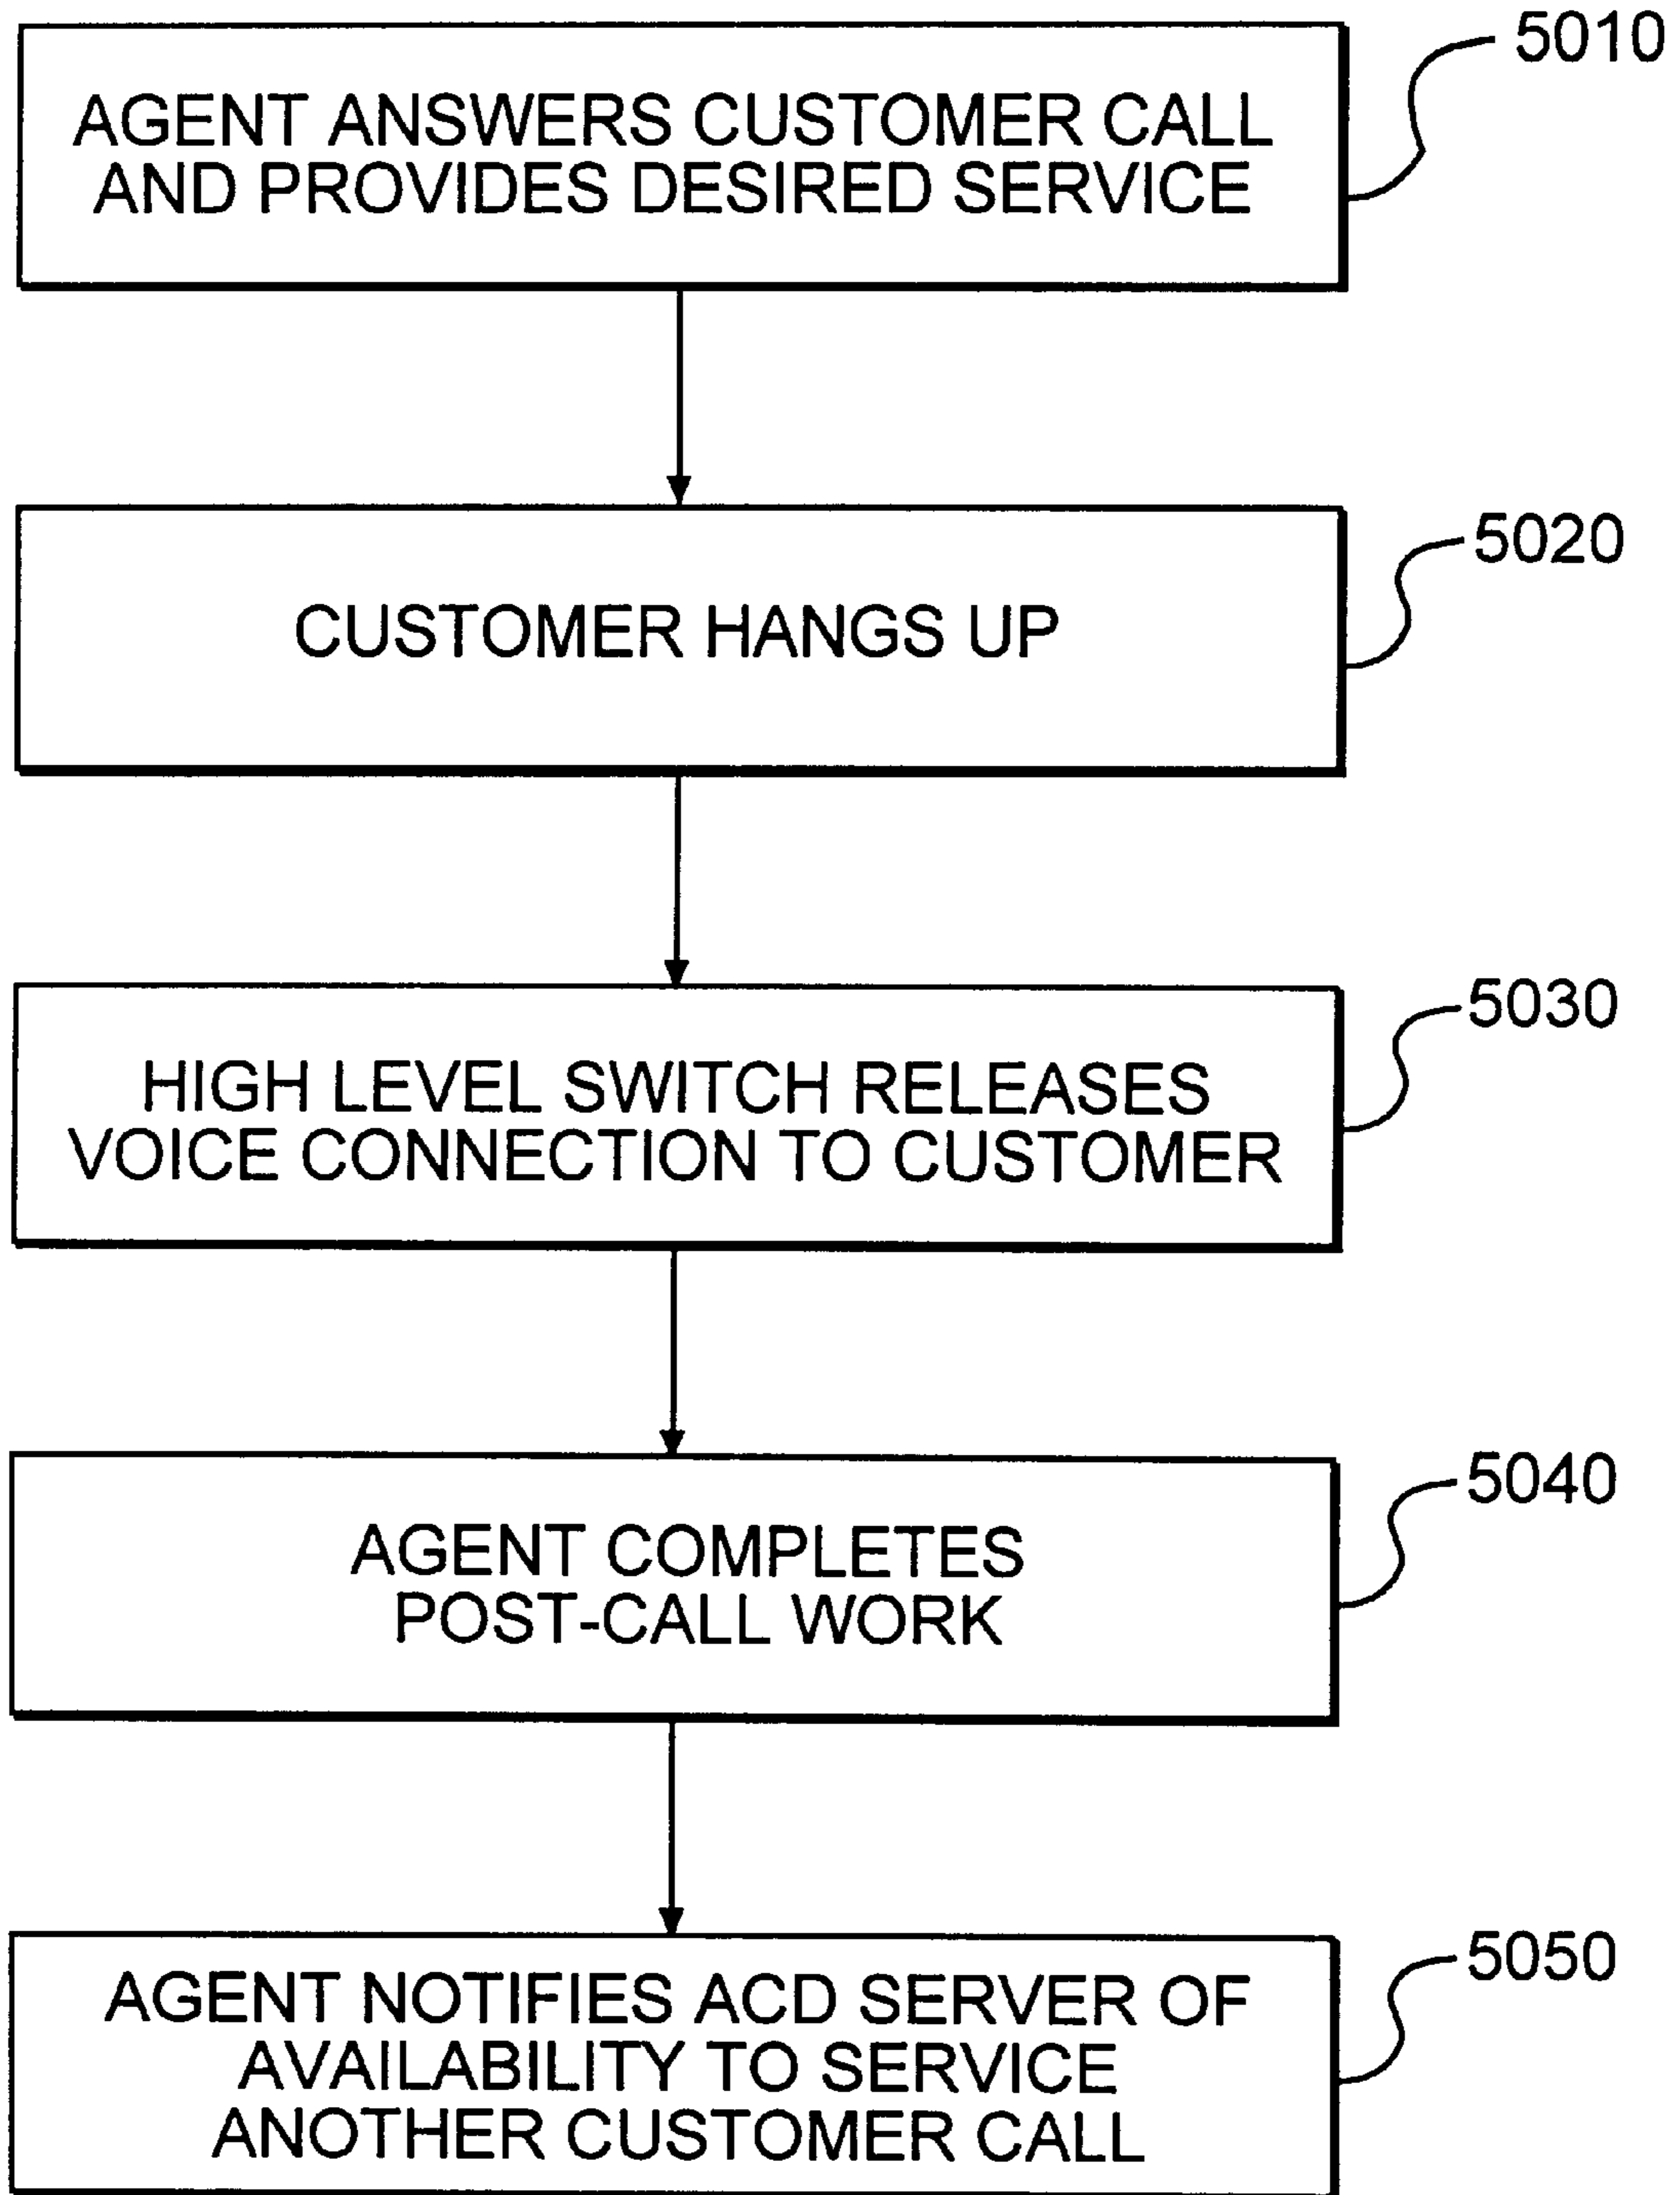 5010
AGENT ANSWERS CUSTOMER CALL
AND PROVIDES DESIRED SERVICE
5020
CUSTOMER HANGS UP
5030
HIGH LEVEL SWITCH RELEASES
VOICE CONNECTION TO CUSTOMER
5040
AGENT COMPLETES
POST-CALL WORK
5050
AGENT NOTIFIES ACD SERVER OF
AVAILABILITY TO SERVICE
ANOTHER CUSTOMER CALL